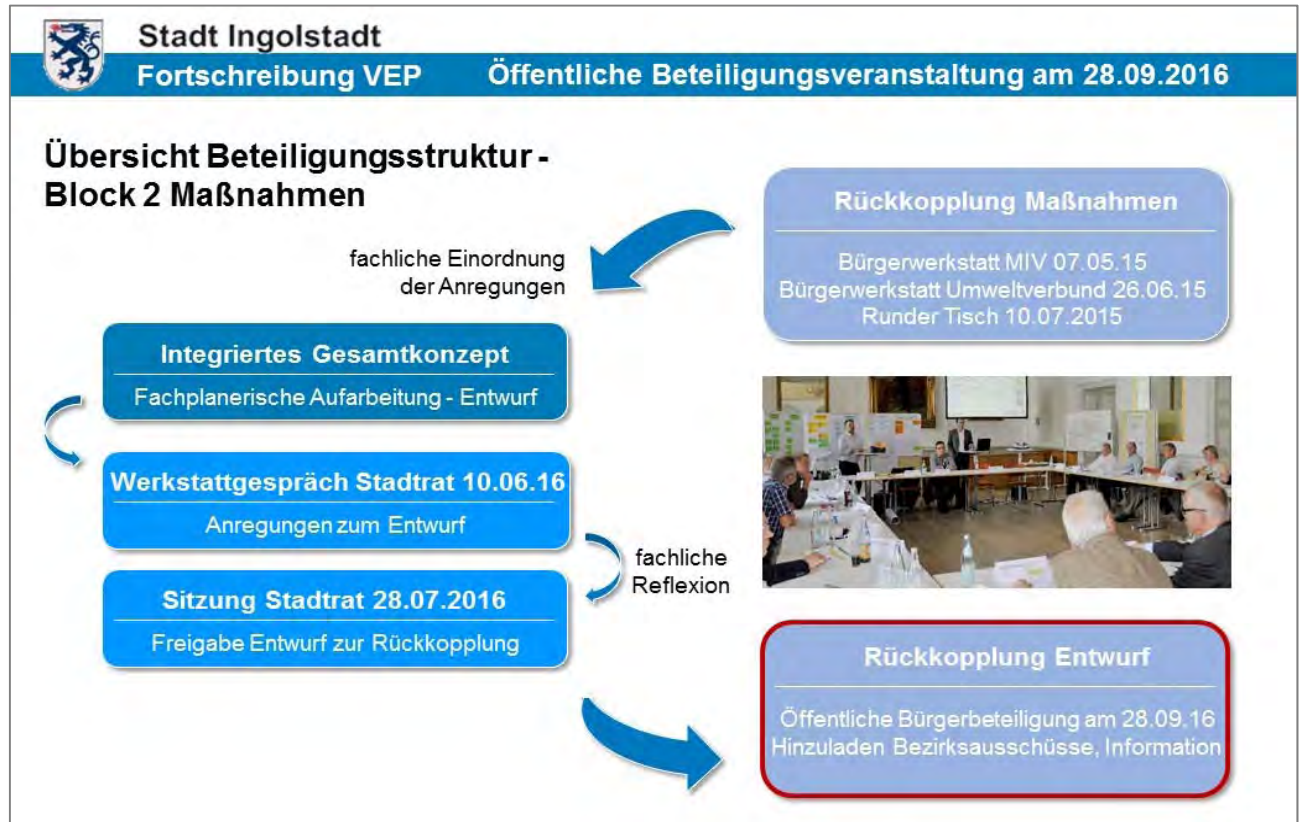 Stadt Ingolstadt
Fortschreibung VEP Öffentliche Beteiligungsveranstaltung am 28.09.2016
Übersicht Beteiligungsstruktur -
Block 2 Maßnahmen
Rückkopplung Maßnahmen
Bürgerwerkstatt MIV 07.05.15
Bürgerwerkstatt Umweltverbund 26.06.15
Runder Tisch 10.07.2015
fachliche Einordnung
der Anregungen
Integriertes Gesamtkonzept
Fachplanerische Aufarbeitung - Entwurf
Werkstattgespräch Stadtrat 10.06.16
Anregungen zum Entwurf
fachliche
Reflexion
Sitzung Stadtrat 28.07.2016
Freigabe Entwurf zur Rückkopplung
Rückkopplung Entwurf
Öffentliche Bürgerbeteiligung am 28.09.16
Hinzuladen Bezirksausschüsse, Information